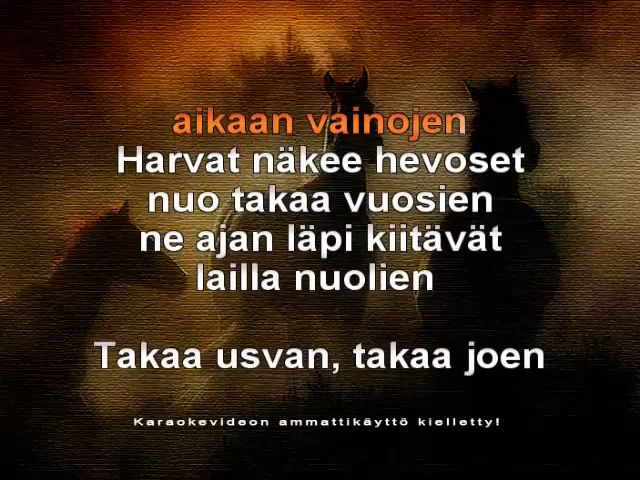 aikaan vainojen
Harvat näkee hevoset
nuo takaa vuosien
ne ajan läpi kiitävät
lailla nuolien
Takaa usvan, takaa joen
Karaokevideon ammattikäyttö kielletty!